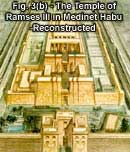 Fig. 3(b) - The Temple of
Ramses III in Medinet Habu
-Reconstructed